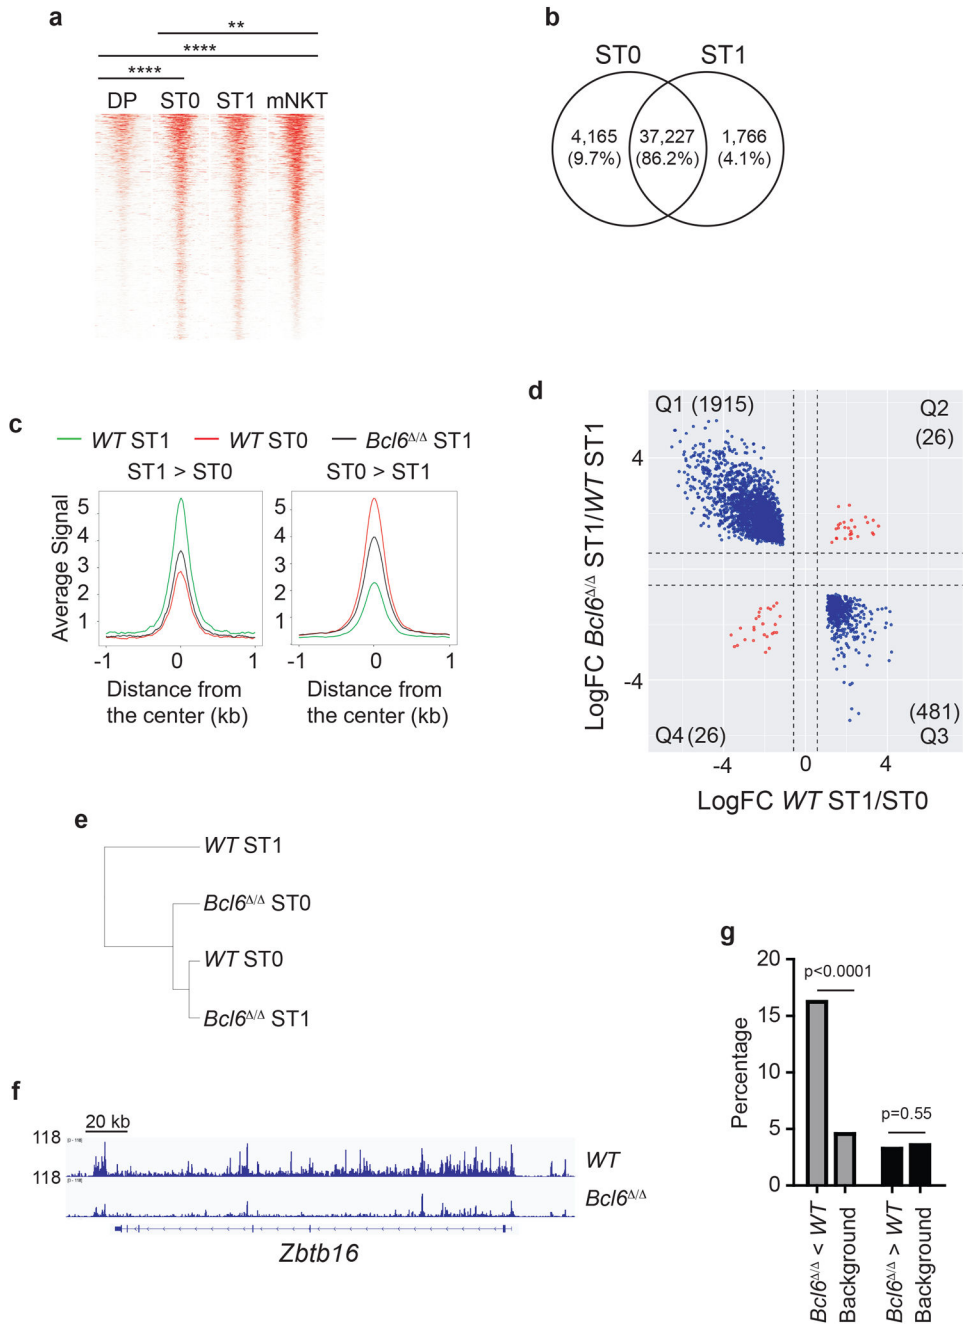 a
**
****
****
DP ST0 ST1 mNKT
b
ST0 ST1
4,165 37,227 1,766
(9.7%) (86.2%) (4.1%)
c
WT ST1 WT ST0 Bcl6Δ/Δ ST1
ST1 > ST0 ST0 > ST1
Average Signal
5
4
3
2
1
5
4
3
2
1
-1 0 1 -1 0 1
Distance from the center (kb)
Distance from the center (kb)
d
Q1 (1915) Q2
(26)
4
-4
(481)
Q4 (26) Q3
-4 0 4
LogFC Bcl6Δ/Δ ST1/WT ST1
LogFC WT ST1/ST0
e
WT ST1
Bcl6Δ/Δ ST0
WT ST0
Bcl6Δ/Δ ST1
f
20 kb
118 [0 - 118]
WT
118 [0 - 118]
Bcl6Δ/Δ
Zbtb16
g
20
15
10
5
0
Percentage
p<0.0001
p=0.55
Bcl6Δ/Δ < WT
Background
Bcl6Δ/Δ > WT
Background